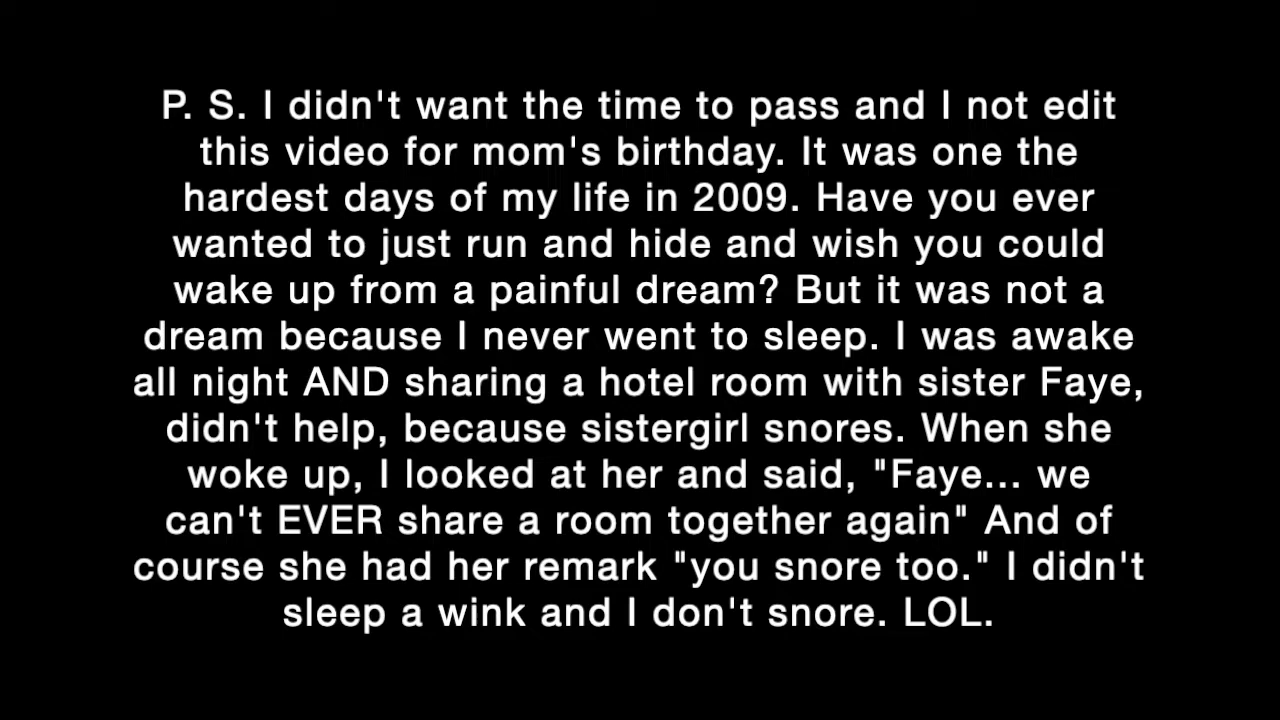 P. S. I didn't want the time to pass and I not edit
this video for mom's birthday. It was one the
hardest days of my life in 2009. Have you ever
wanted to just run and hide and wish you could
wake up from a painful dream? But it was not a
dream because I never went to sleep. I was awake
all night AND sharing a hotel room with sister Faye,
didn't help, because sistergirl snores. When she
woke up, I looked at her and said, "Faye... we
can't EVER share a room together again" And of
course she had her remark "you snore too." I didn't
sleep a wink and I don't snore. LOL.